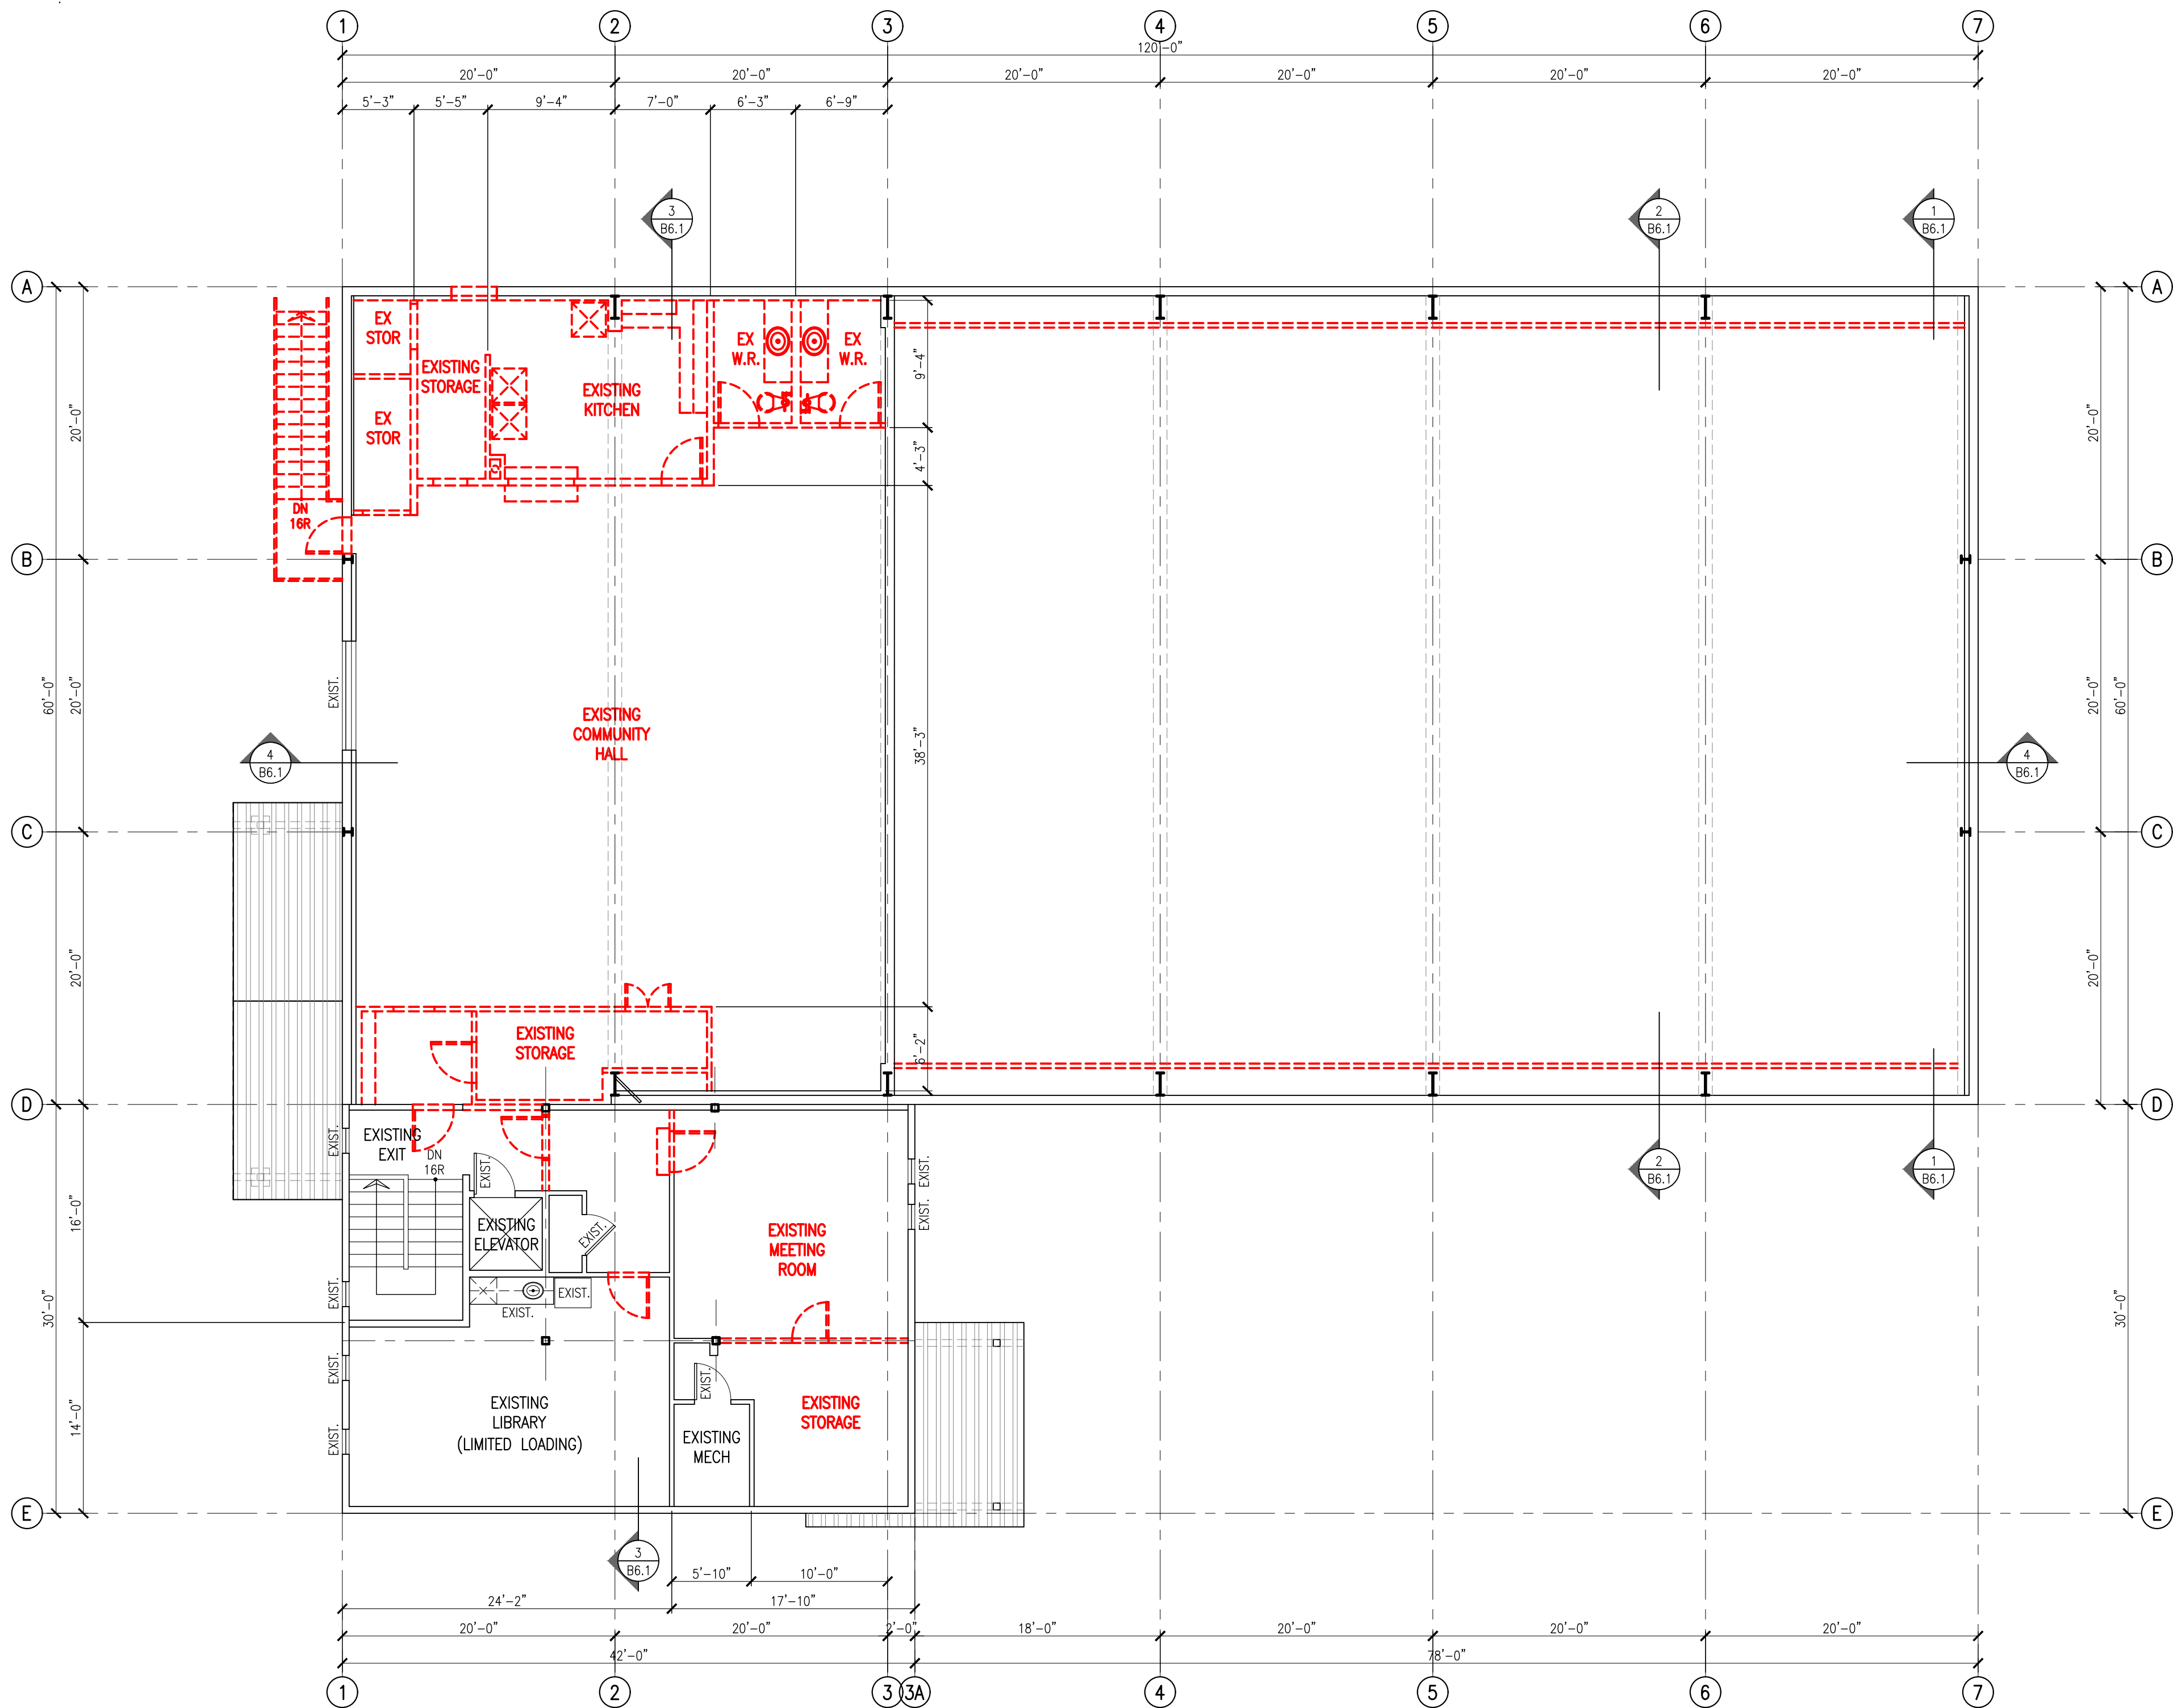 1 2 3 4 5 6 7
120'-0"
20'-0" 20'-0" 20'-0" 20'-0" 20'-0" 20'-0"
5'-3" 5'-5" 9'-4" 7'-0" 6'-3" 6'-9"
3
B6.1
2
B6.1
1
B6.1
A A
EX
STOR
EXISTING
STORAGE
EXISTING
KITCHEN
EX
W.R.
EX
W.R.
9'-4"
EX
STOR
20'-0"
4'-3"
20'-0"
DN
16R
B B
60'-0"
20'-0"
EXIST.
EXISTING
COMMUNITY
HALL
38'-3"
20'-0"
60'-0"
4
B6.1
4
B6.1
C C
20'-0"
20'-0"
EXISTING
STORAGE
6'-2"
D D
EXIST.
EXISTING
EXIT
DN
16R
EXIST.
EXIST.
2
B6.1
1
B6.1
16'-0"
EXISTING
ELEVATOR
EXIST.
EXISTING
MEETING
ROOM
EXIST.
30'-0"
EXIST.
EXIST.
EXIST.
30'-0"
EXIST.
EXIST.
14'-0"
EXISTING
LIBRARY
(LIMITED LOADING)
EXISTING
STORAGE
EXIST.
EXISTING
MECH
E E
3
B6.1
5'-10" 10'-0"
24'-2" 17'-10"
20'-0" 20'-0" 2'-0" 18'-0" 20'-0" 20'-0" 20'-0"
42'-0" 78'-0"
1 2 3 3A 4 5 6 7